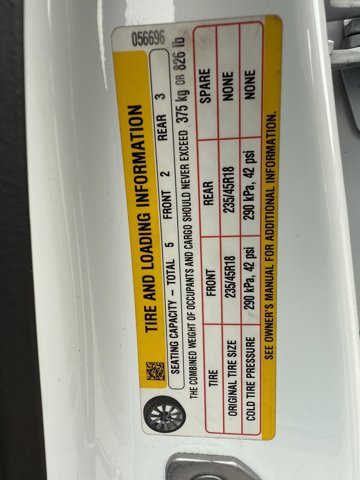 056696
TIRE AND LOADING INFORMATION
SEATING CAPACITY – TOTAL 5 FRONT 2 REAR 3
THE COMBINED WEIGHT OF OCCUPANTS AND CARGO SHOULD NEVER EXCEED 375 kg OR 826 lb.
TIRE FRONT REAR SPARE
ORIGINAL TIRE SIZE 235/45R18 235/45R18 NONE
COLD TIRE PRESSURE 290 kPa, 42 psi 290 kPa, 42 psi NONE
SEE OWNER'S MANUAL FOR ADDITIONAL INFORMATION